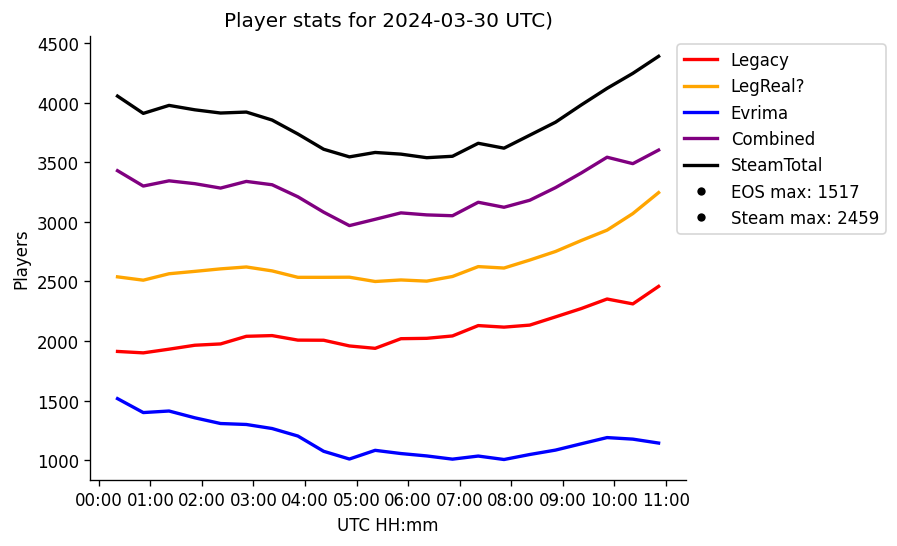 Player stats for 2024-03-30 UTC)
4500
4000
3500
3000
2500
2000
1500
1000
Players
00:00 01:00 02:00 03:00 04:00 05:00 06:00 07:00 08:00 09:00 10:00 11:00
UTC HH:mm
Legacy
LegReal?
Evrima
Combined
SteamTotal
EOS max: 1517
Steam max: 2459